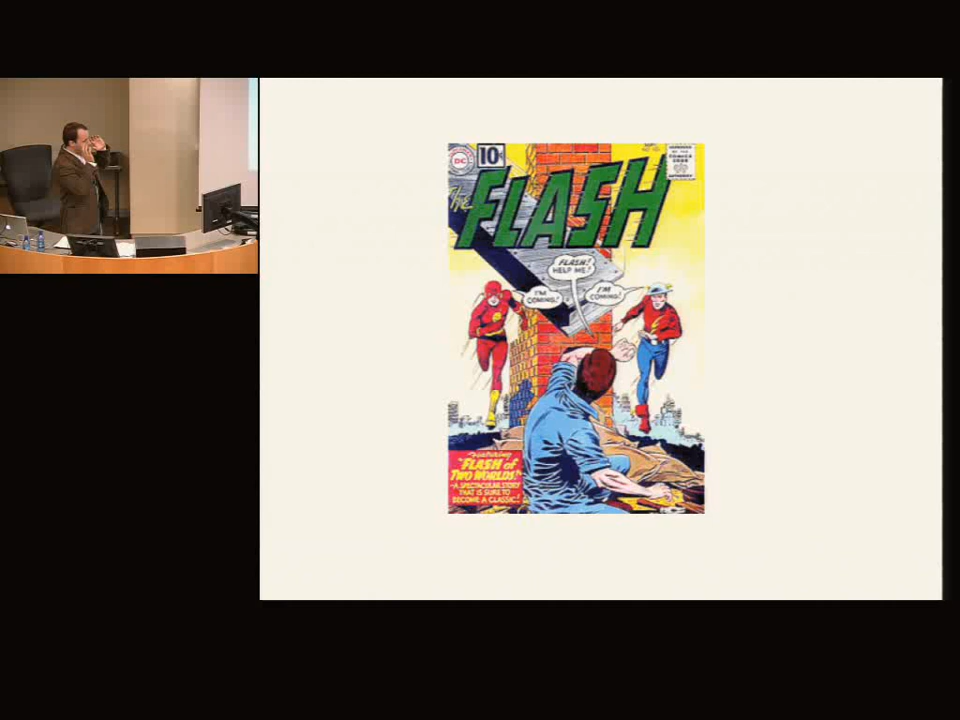 DC
10¢
APPROVED
BY THE
COMICS
CODE
AUTHORITY
The
FLASH
FLASH!
HELP ME!
I'M
COMING!
I'M
COMING!
Featuring
"FLASH of
TWO WORLDS!"
—A SPECTACULAR STORY
THAT IS SURE TO
BECOME A CLASSIC!